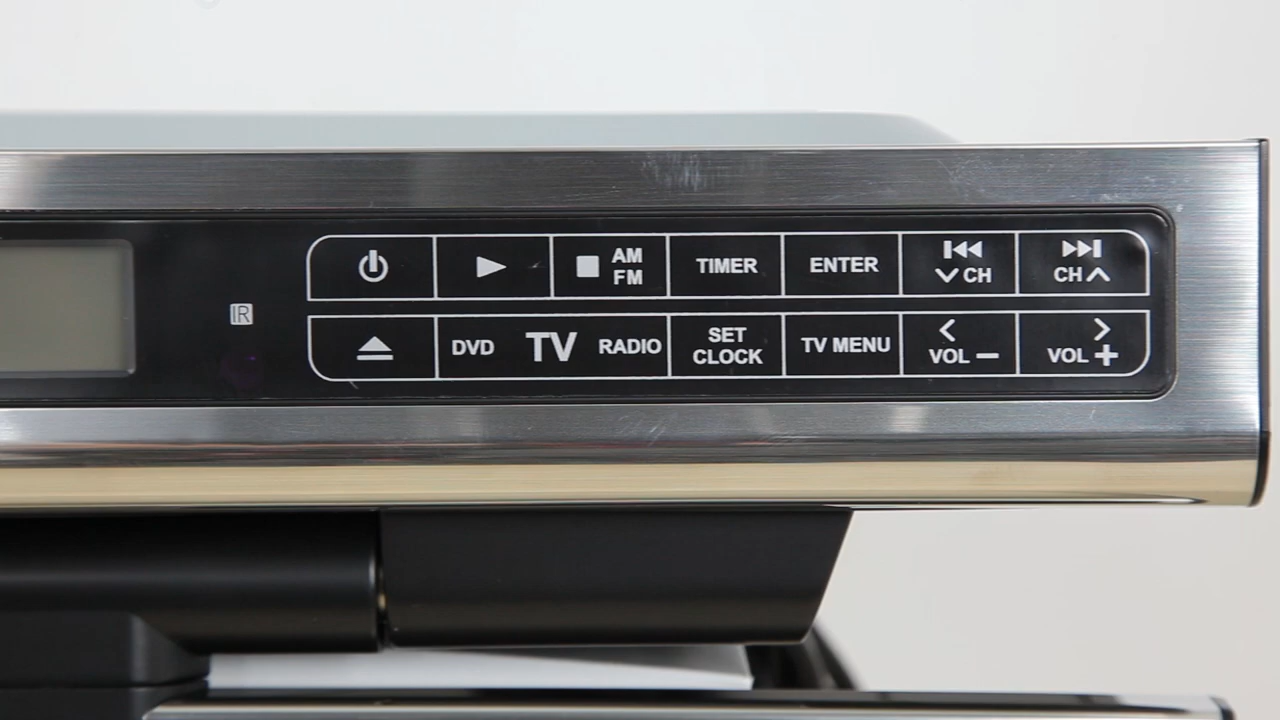 AM
FM
TIMER
ENTER
CH
CH
IR
DVD TV RADIO
SET
CLOCK
TV MENU
VOL −
VOL +